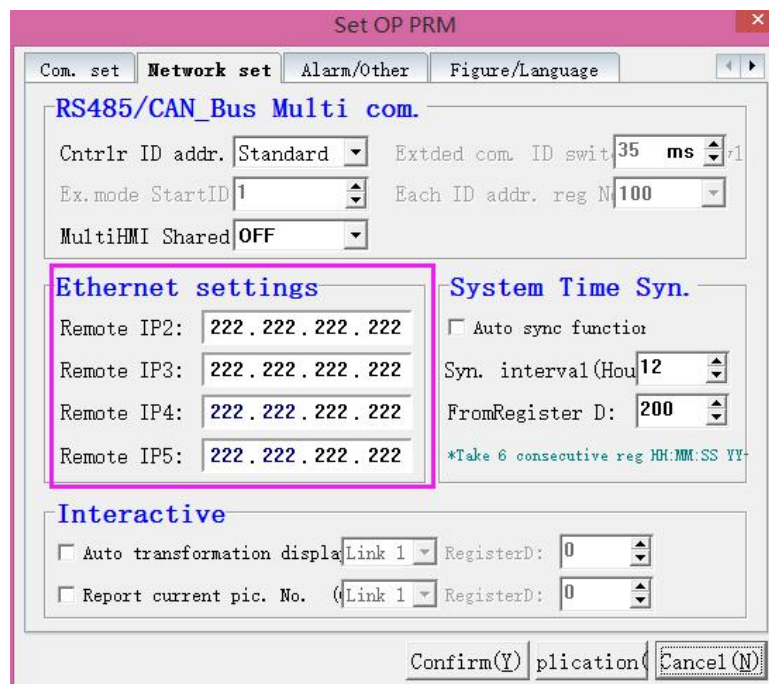 Set OP PRM
Com. set Network set Alarm/Other Figure/Language
RS485/CAN_Bus Multi com.
Cntrlr ID addr. Standard Extded com. ID swit 35 ms
Ex.mode StartID 1 Each ID addr. reg N 100
MultiHMI Shared OFF
Ethernet settings
Remote IP2: 222.222.222.222
Remote IP3: 222.222.222.222
Remote IP4: 222.222.222.222
Remote IP5: 222.222.222.222
System Time Syn.
Auto sync function
Syn. interval(Hou 12
FromRegister D: 200
*Take 6 consecutive reg HH:MM:SS YY-
Interactive
Auto transformation displa Link 1 RegisterD: 0
Report current pic. No. ( Link 1 RegisterD: 0
Confirm(Y) plication( Cancel(N)